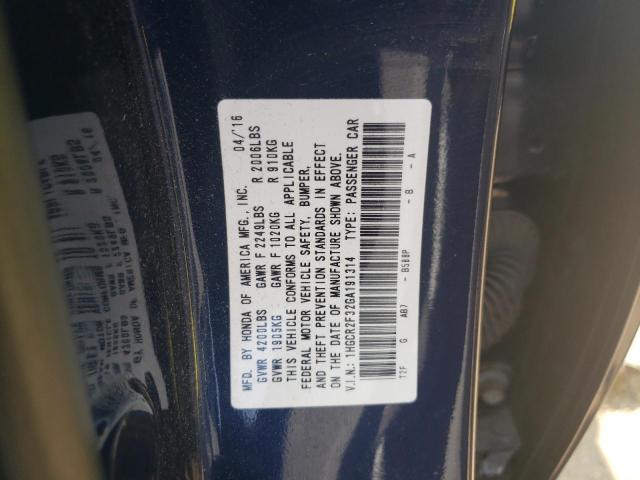 MFD. BY HONDA OF AMERICA MFG., INC. 04/'16
GVWR 4200LBS GAWR F 2249LBS R 2006LBS
GVWR 1905KG GAWR F 1020KG R 910KG
THIS VEHICLE CONFORMS TO ALL APPLICABLE
FEDERAL MOTOR VEHICLE SAFETY, BUMPER,
AND THEFT PREVENTION STANDARDS IN EFFECT
ON THE DATE OF MANUFACTURE SHOWN ABOVE.
V.I.N.: 1HGCR2F32GA191314 TYPE: PASSENGER CAR
T2F G AB7 - B588P - B - A